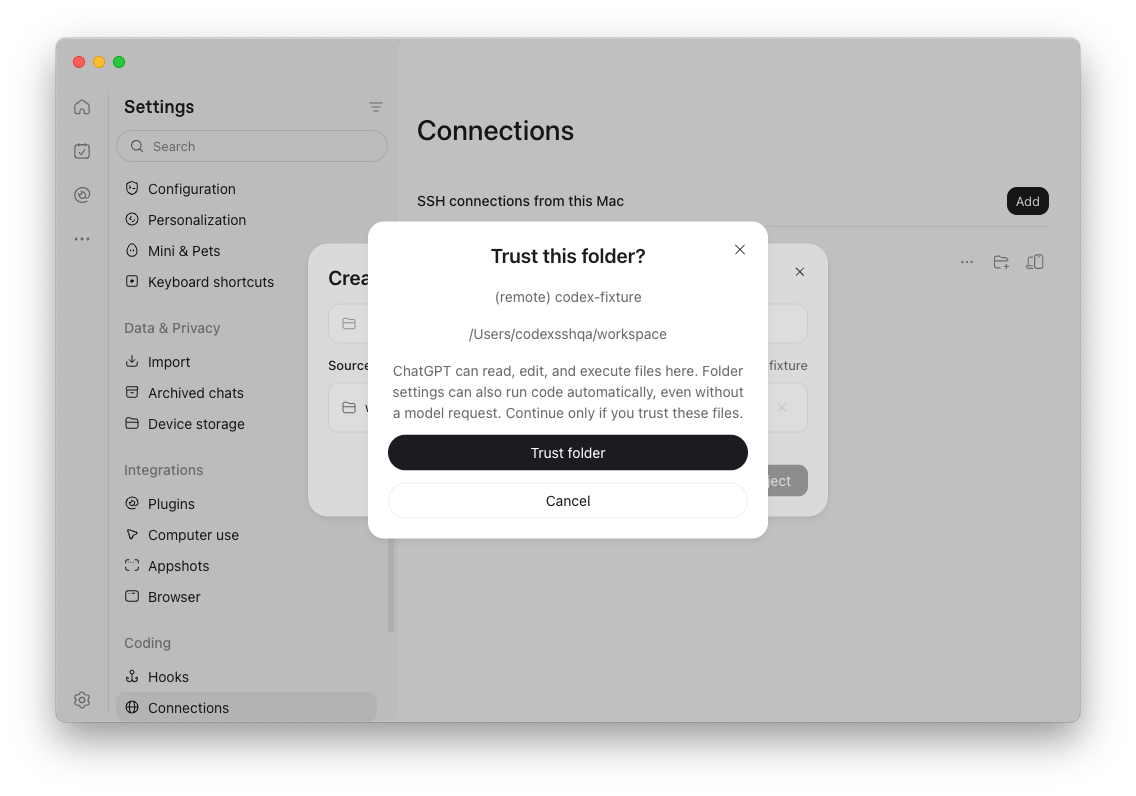 Settings
Search
Configuration
Personalization
Mini & Pets
Keyboard shortcuts
Data & Privacy
Import
Archived chats
Device storage
Integrations
Plugins
Computer use
Appshots
Browser
Coding
Hooks
Connections
Connections
SSH connections from this Mac
Add
Trust this folder?
(remote) codex-fixture
/Users/codexsshqa/workspace
ChatGPT can read, edit, and execute files here. Folder
settings can also run code automatically, even without
a model request. Continue only if you trust these files.
Trust folder
Cancel